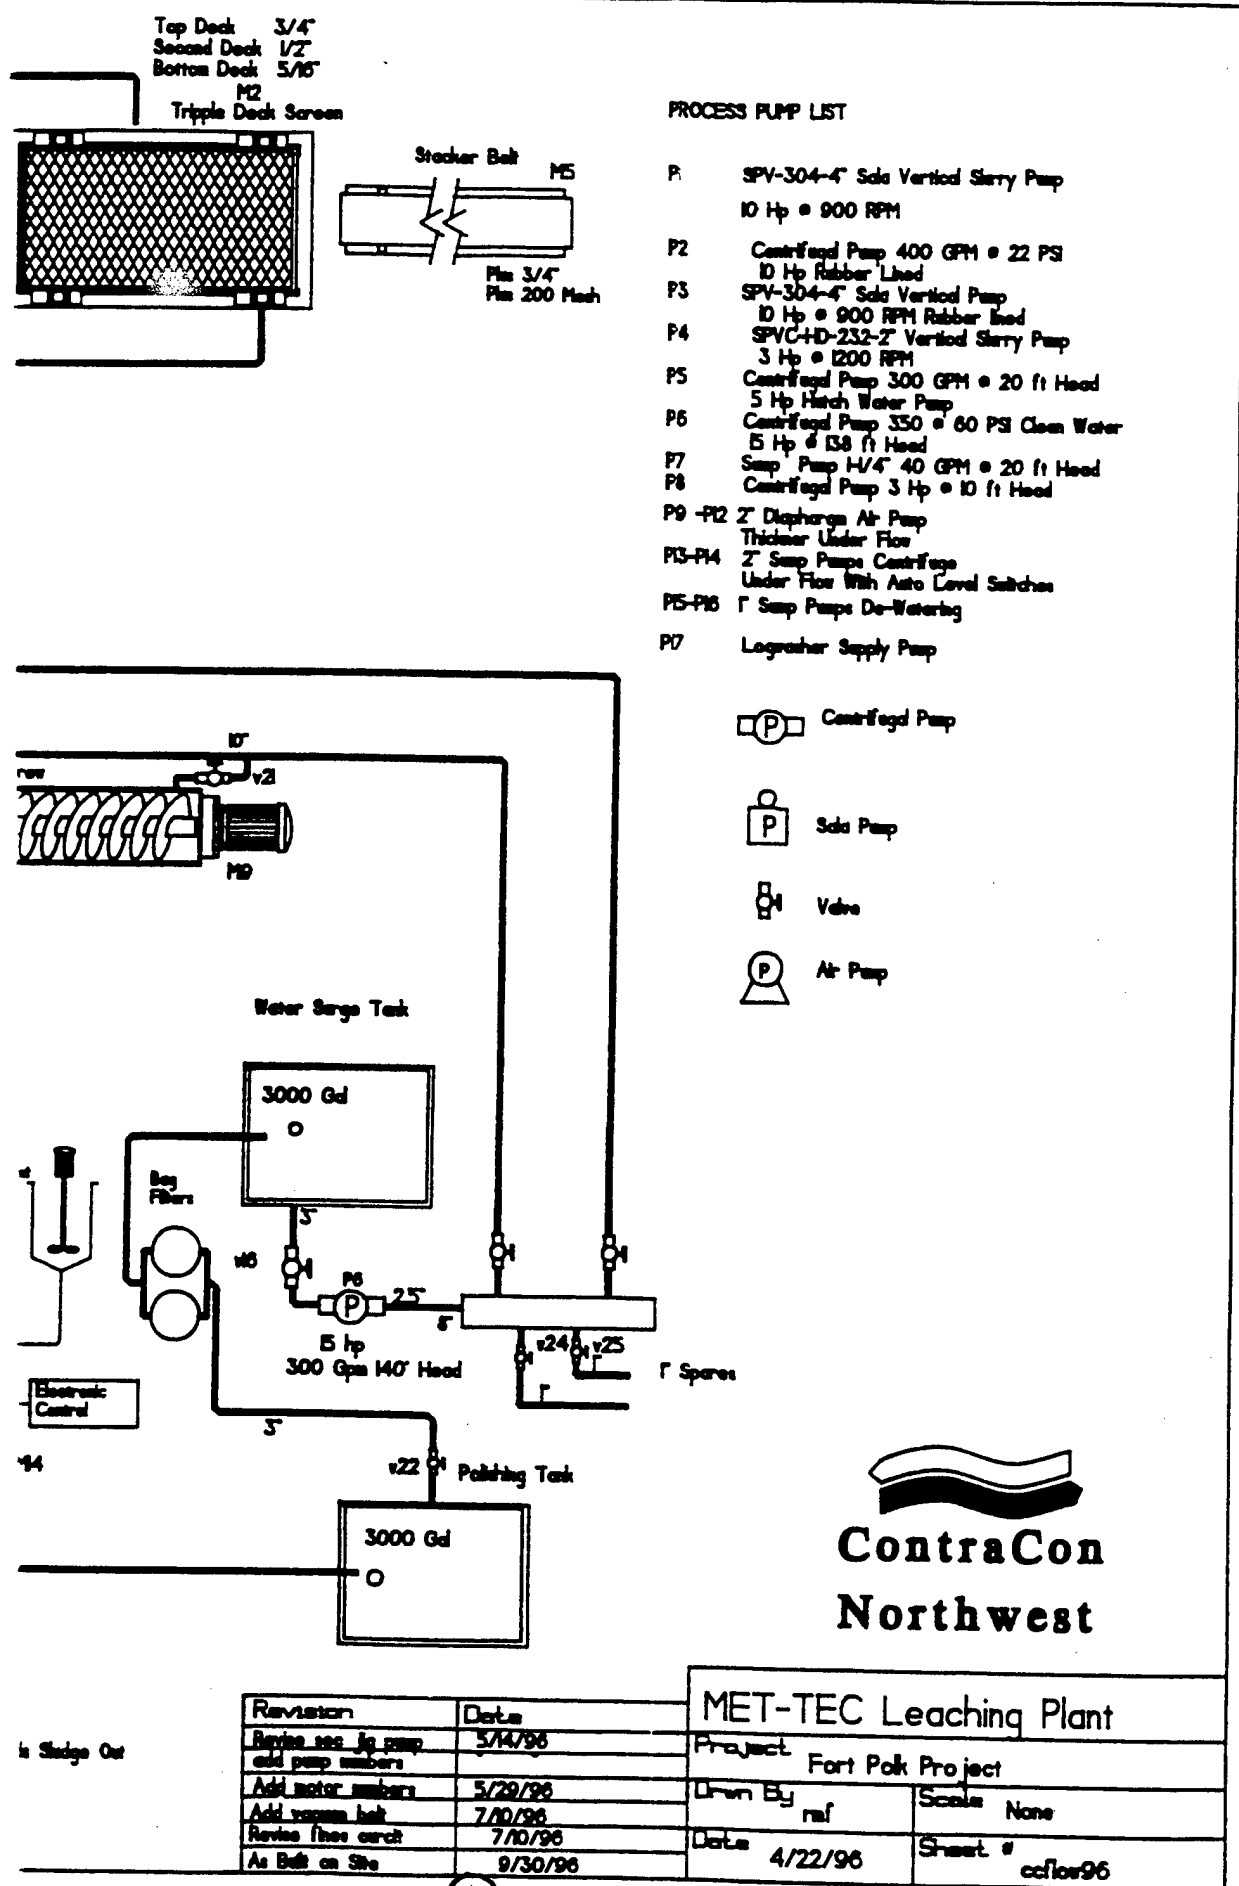 Top Deck 3/4"
Second Deck 1/2"
Bottom Deck 5/16"
M2
Tripple Deck Screen
Stacker Belt
M5
Plus 3/4"
Plus 200 Mesh
PROCESS PUMP LIST
P1 SPV-304-4" Sala Vertical Slurry Pump
10 Hp @ 900 RPM
P2 Centrifugal Pump 400 GPM @ 22 PSI
10 Hp Rubber Lined
P3 SPV-304-4" Sala Vertical Pump
10 Hp @ 900 RPM Rubber lined
P4 SPVC-HD-232-2" Vertical Slurry Pump
3 Hp @ 1200 RPM
P5 Centrifugal Pump 300 GPM @ 20 ft Head
5 Hp Hutch Water Pump
P6 Centrifugal Pump 350 @ 60 PSI Clean Water
15 Hp @ 138 ft Head
P7 Sump Pump 1-1/4" 40 GPM @ 20 ft Head
P8 Centrifugal Pump 3 Hp @ 10 ft Head
P9 -P12 2" Diaphargm Air Pump
Thickner Under Flow
P13-P14 2" Sump Pumps Centrifuge
Under Flow With Auto Level Switches
P15-P16 1" Sump Pumps De-Watering
P17 Logwasher Supply Pump
P Centrifugal Pump
P Sala Pump
Valve
P Air Pump
10"
v21
rew
M19
Water Surge Tank
3000 Gal
Bag
Filters
3"
v16
P6
P
2.5"
8"
15 hp
300 Gpm 140' Head
v24
v25
1"
1"
1" Spares
Electronic
Control
3"
v22
Polishing Tank
3000 Gal
ContraCon
Northwest
is Sludge Out
Revision Date
Revise sec jig pump 5/14/96
add pump numbers
Add motor numbers 5/29/96
Add vacuum belt 7/10/96
Revise fines curcit 7/10/96
As Built on Site 9/30/96
MET-TEC Leaching Plant
Project
Fort Polk Project
Drwn By
rmf
Scale
None
Date
4/22/96
Sheet #
ccflow96